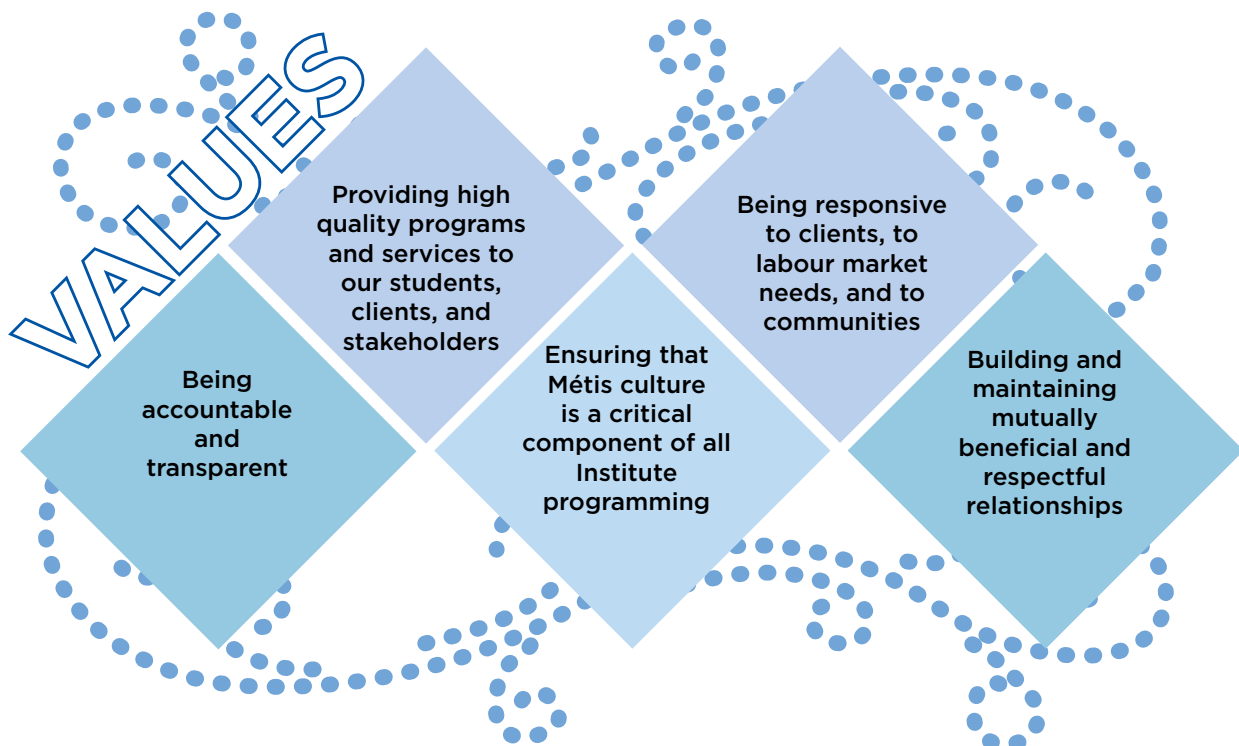 VALUES
Being
accountable
and
transparent
Providing high
quality programs
and services to
our students,
clients, and
stakeholders
Ensuring that
Métis culture
is a critical
component of all
Institute
programming
Being responsive
to clients, to
labour market
needs, and to
communities
Building and
maintaining
mutually
beneficial and
respectful
relationships